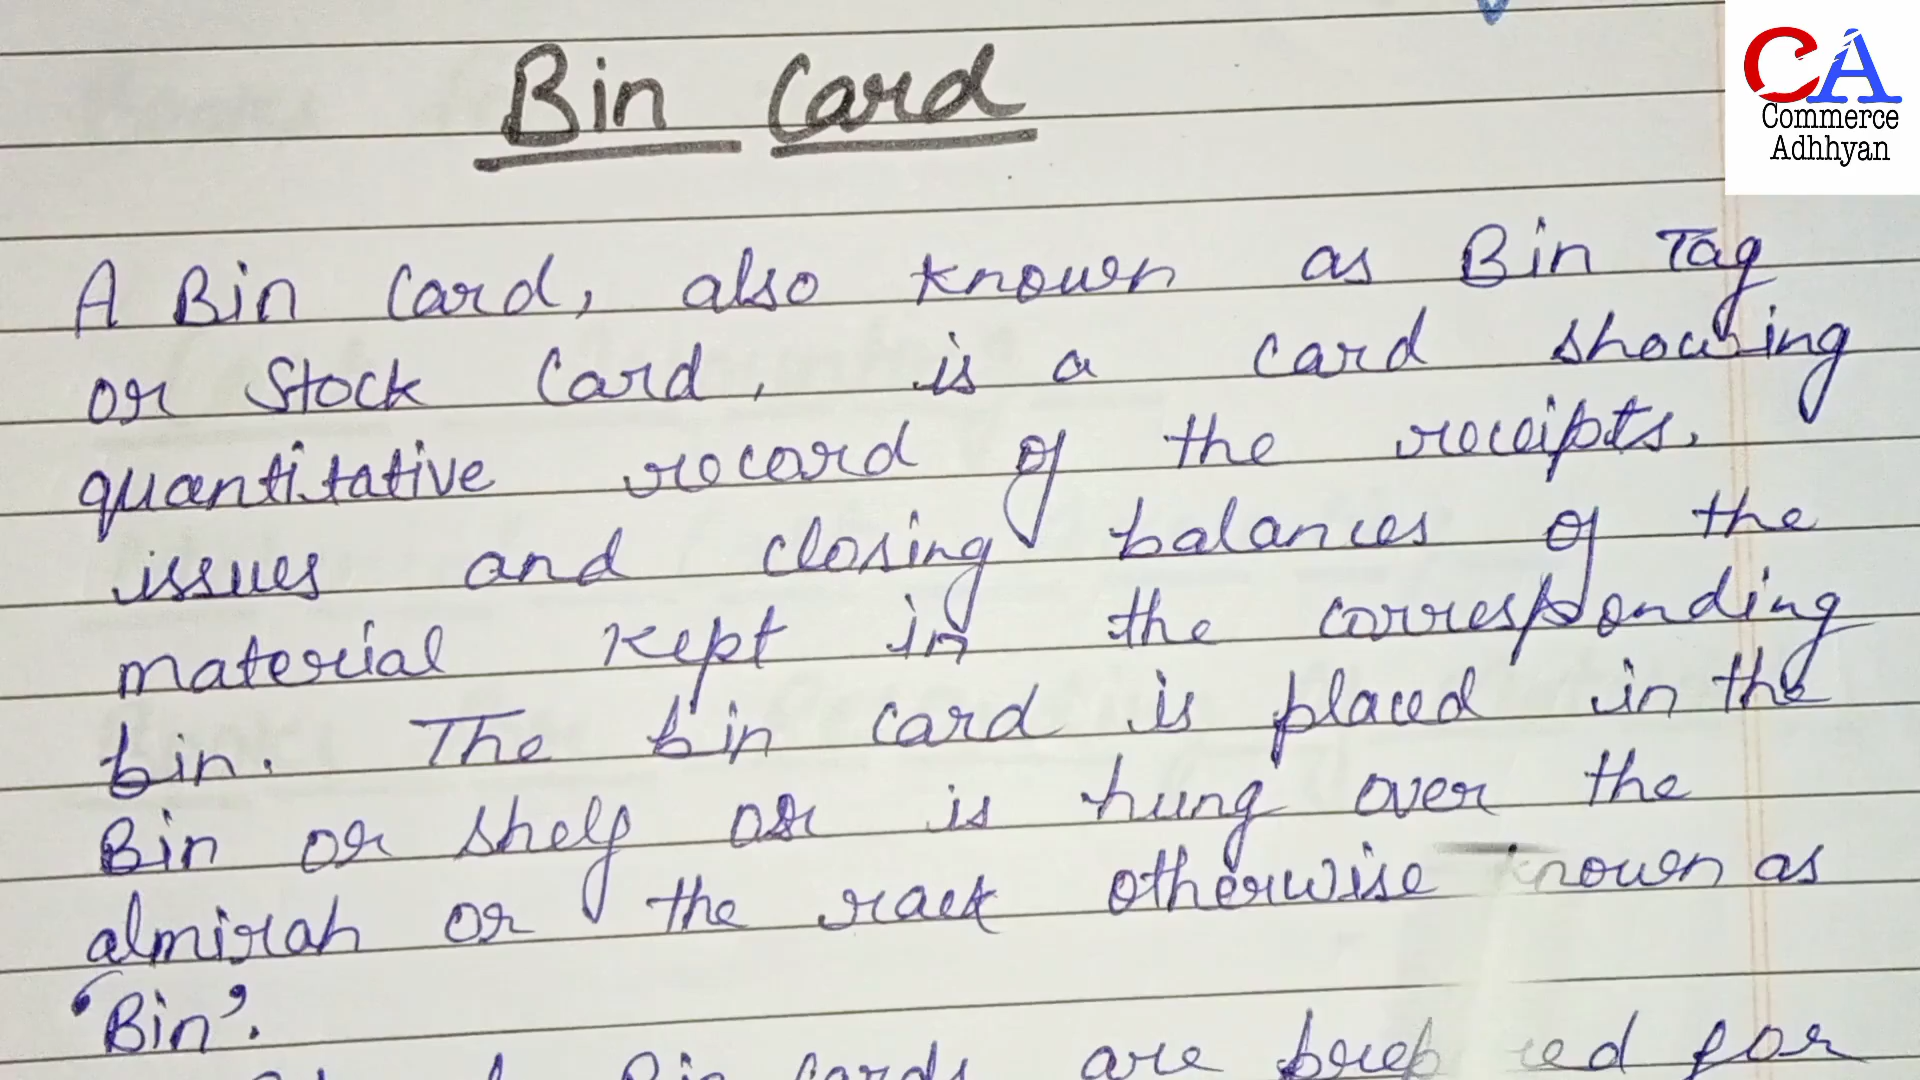 Bin Card
CA
Commerce
Adhhyan
A Bin Card, also known as Bin Tag
or Stock Card, is a card showing
quantitative record of the receipts,
issues and closing balances of the
material kept in the corresponding
bin. The bin card is placed in the
Bin or shelf or is hung over the
almirah or the rack otherwise known as
'Bin'.
Bin Cards are for